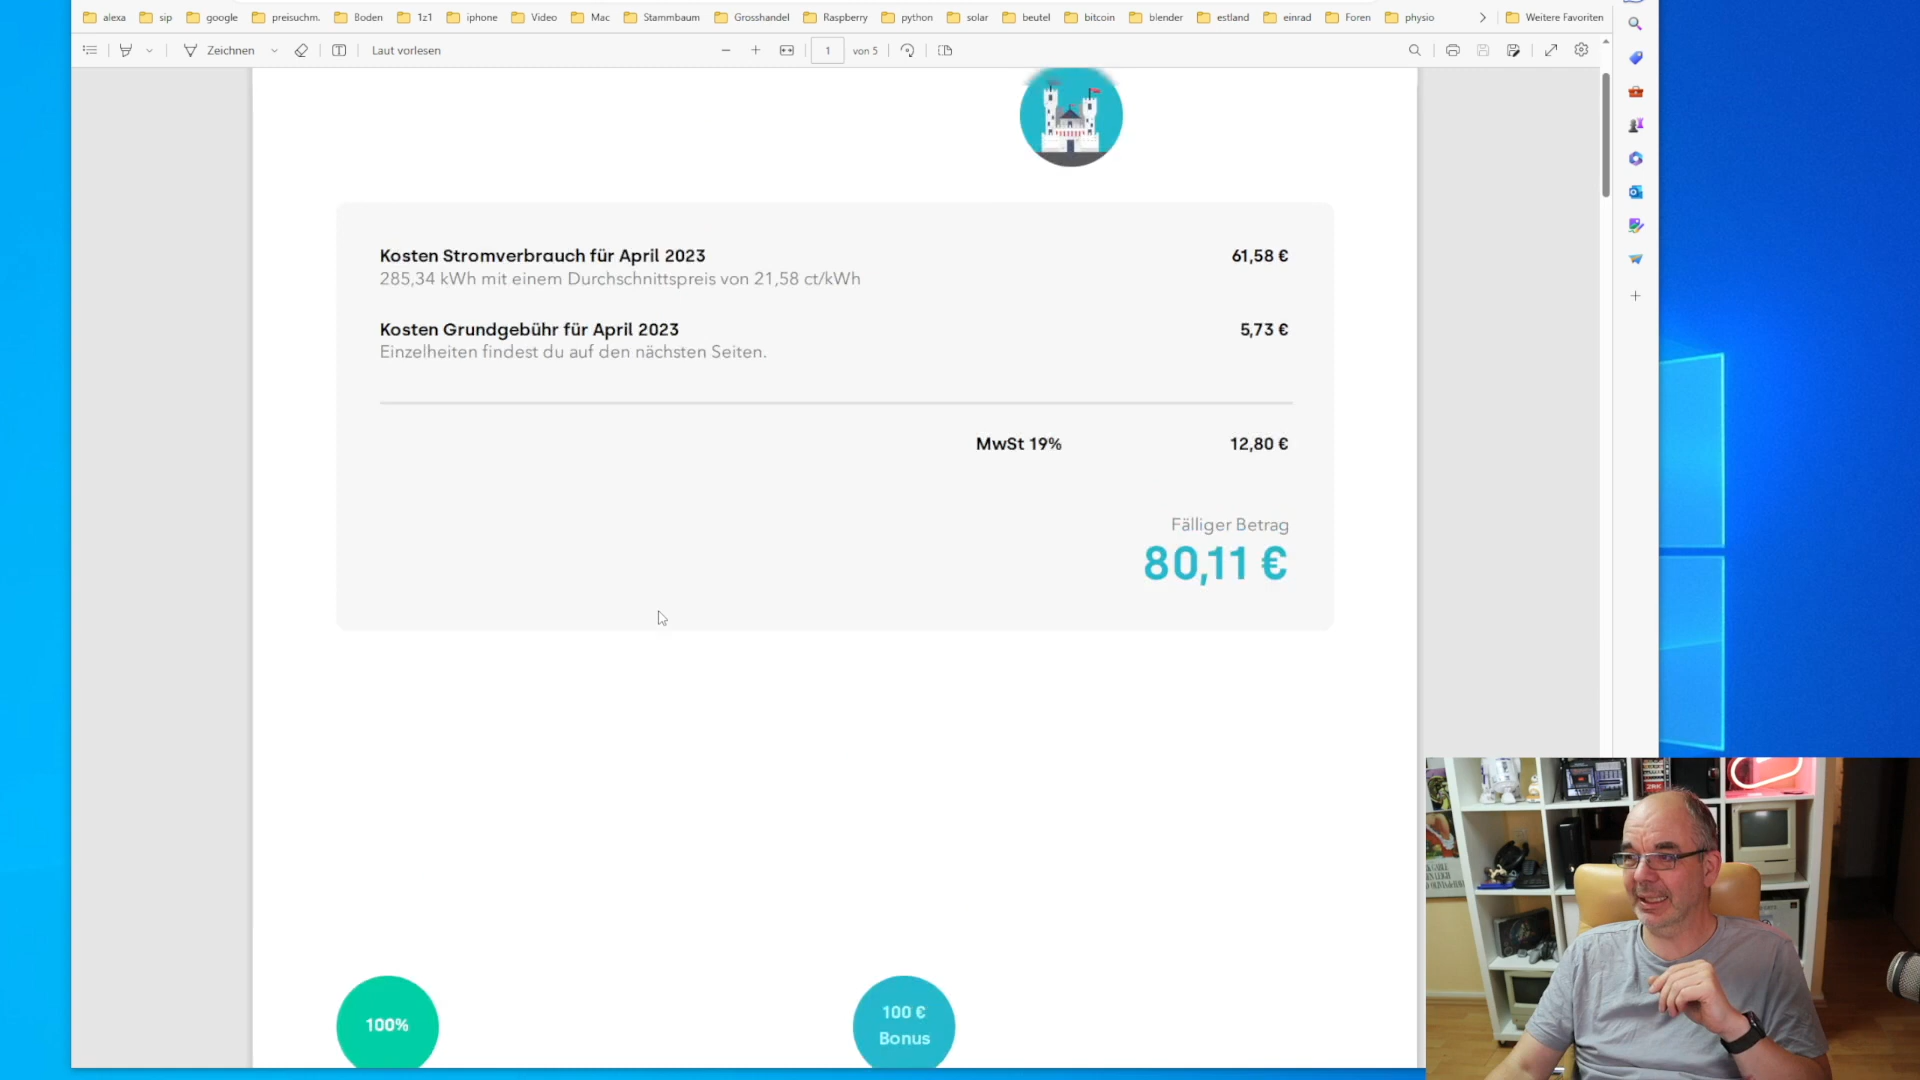 alexa sip google preisuchm. Boden 1z1 iphone Video Mac Stammbaum Grosshandel Raspberry python solar beutel bitcoin blender estland einrad Foren physio Weitere Favoriten
Zeichnen Laut vorlesen 1 von 5
Kosten Stromverbrauch für April 2023 61,58 €
285,34 kWh mit einem Durchschnittspreis von 21,58 ct/kWh
Kosten Grundgebühr für April 2023 5,73 €
Einzelheiten findest du auf den nächsten Seiten.
MwSt 19% 12,80 €
Fälliger Betrag
80,11 €
100%
100 €
Bonus